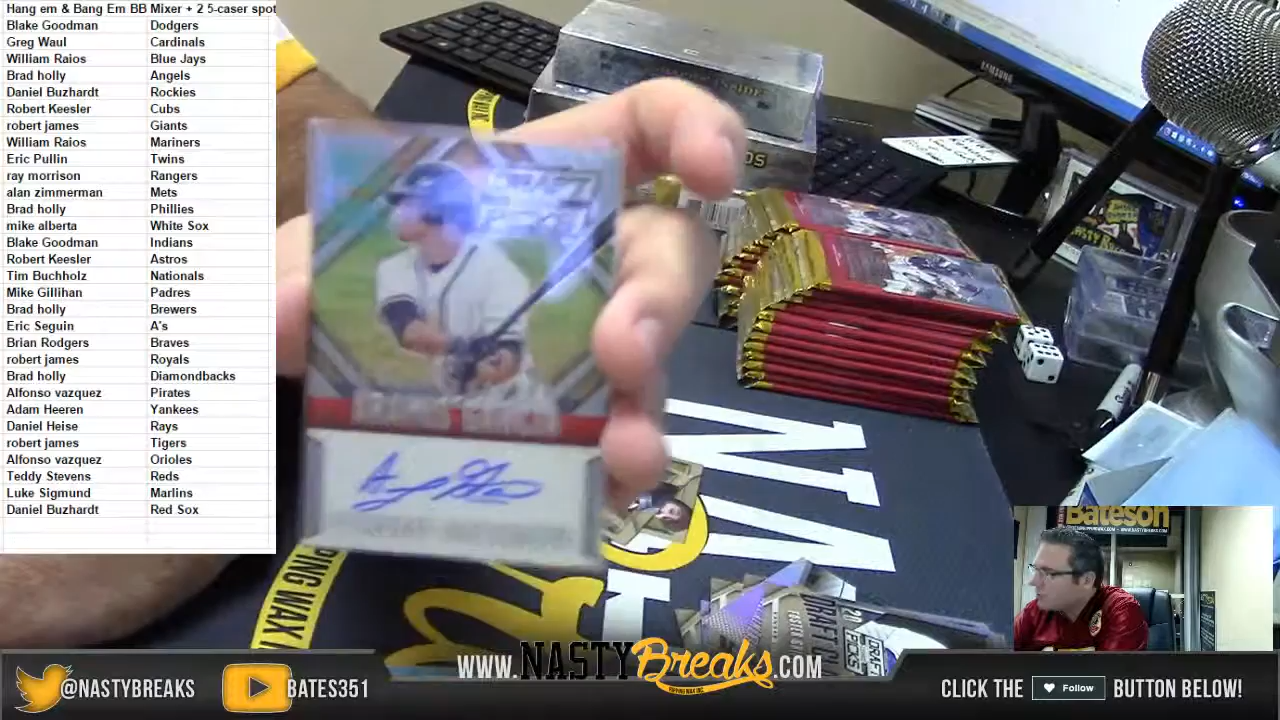 Hang em & Bang Em BB Mixer + 2 5-caser spot
Blake Goodman Dodgers
Greg Waul Cardinals
William Raios Blue Jays
Brad holly Angels
Daniel Buzhardt Rockies
Robert Keesler Cubs
robert james Giants
William Raios Mariners
Eric Pullin Twins
ray morrison Rangers
alan zimmerman Mets
Brad holly Phillies
mike alberta White Sox
Blake Goodman Indians
Robert Keesler Astros
Tim Buchholz Nationals
Mike Gillihan Padres
Brad holly Brewers
Eric Seguin A's
Brian Rodgers Braves
robert james Royals
Brad holly Diamondbacks
Alfonso vazquez Pirates
Adam Heeren Yankees
Daniel Heise Rays
robert james Tigers
Alfonso vazquez Orioles
Teddy Stevens Reds
Luke Sigmund Marlins
Daniel Buzhardt Red Sox
SAMSUNG
PING WAX
Bateson
DRAFT
PICKS
@NASTYBREAKS
BATES351
WWW.NASTYBreaks.COM
CLICK THE Follow BUTTON BELOW!